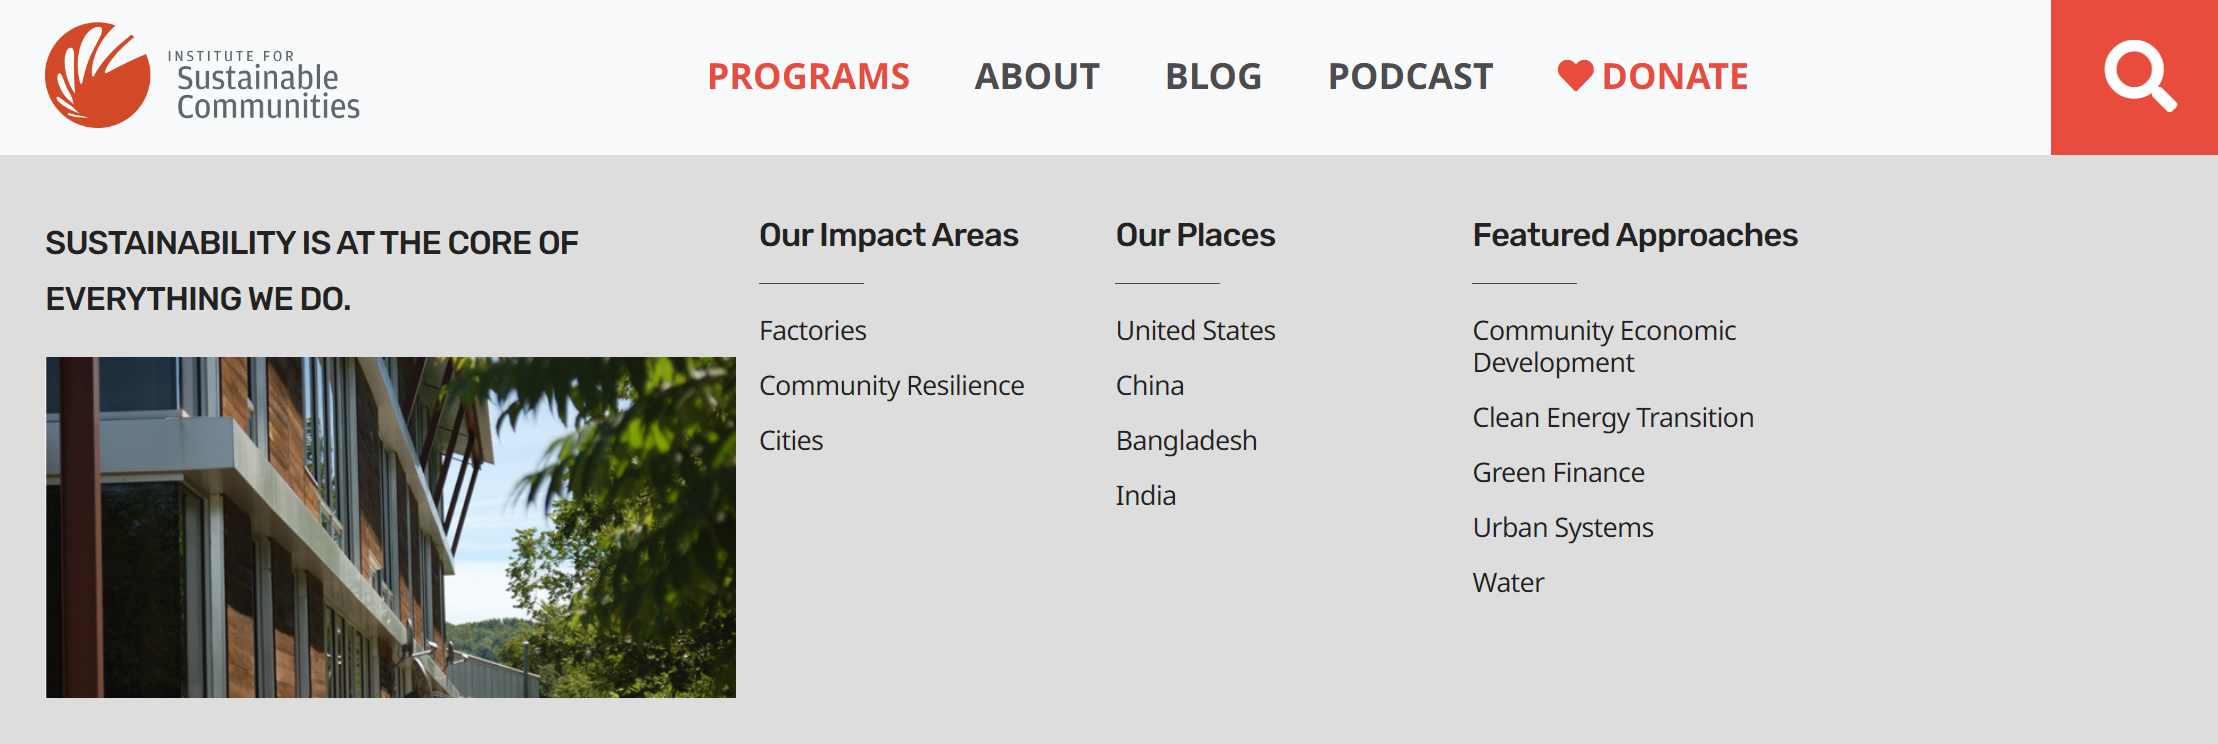 INSTITUTE FOR
Sustainable
Communities
PROGRAMS
ABOUT
BLOG
PODCAST
DONATE
SUSTAINABILITY IS AT THE CORE OF
EVERYTHING WE DO.
Our Impact Areas
Factories
Community Resilience
Cities
Our Places
United States
China
Bangladesh
India
Featured Approaches
Community Economic
Development
Clean Energy Transition
Green Finance
Urban Systems
Water